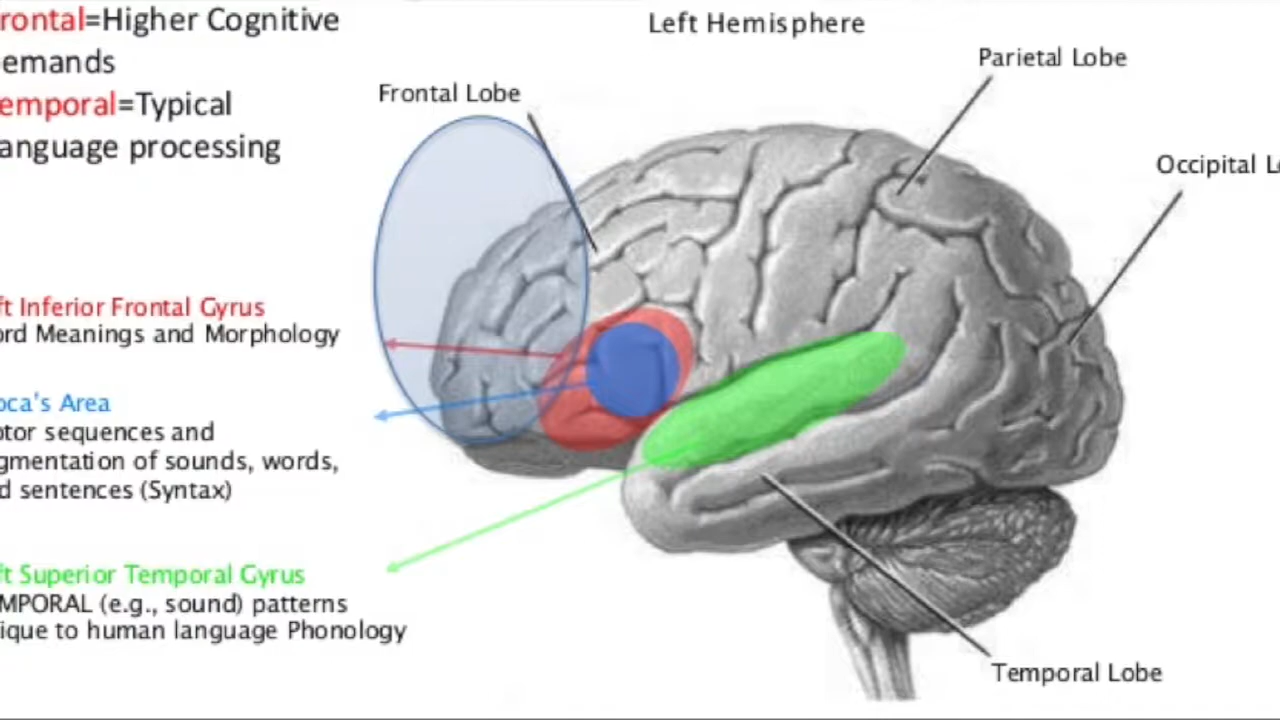 rontal=Higher Cognitive
emands
emporal=Typical
anguage processing
Left Hemisphere
Frontal Lobe
Parietal Lobe
Occipital Lo
ft Inferior Frontal Gyrus
ord Meanings and Morphology
oca's Area
otor sequences and
gmentation of sounds, words,
d sentences (Syntax)
ft Superior Temporal Gyrus
MPORAL (e.g., sound) patterns
ique to human language Phonology
Temporal Lobe